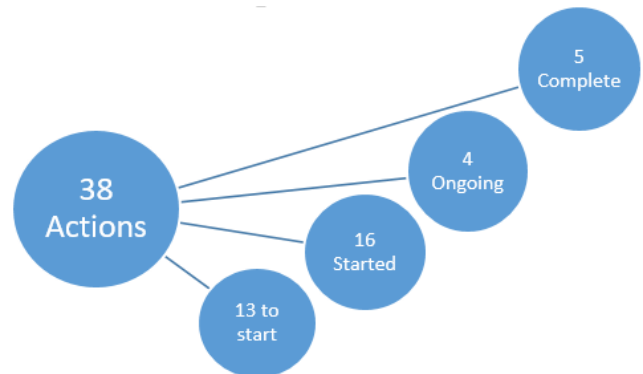 5
Complete
4
Ongoing
38
Actions
16
Started
13 to
start